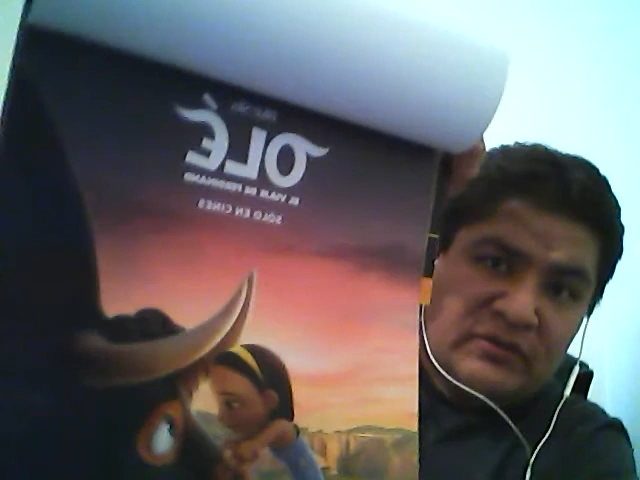 OLÉ
EL VIAJE DE FERDINAND
SOLO EN CINES